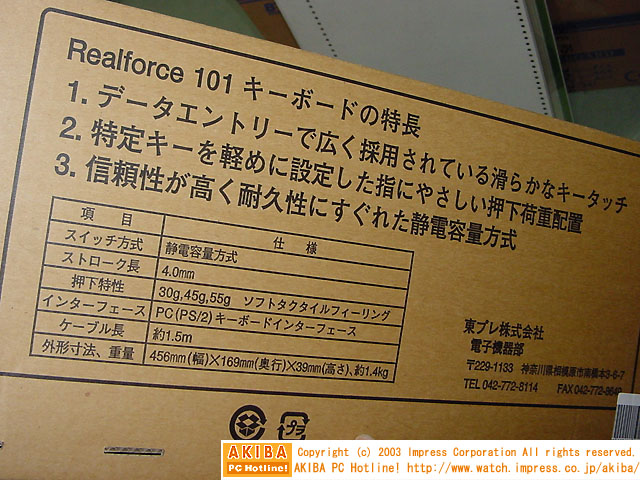 Realforce 101 キーボードの特長
1. データエントリーで広く採用されている滑らかなキータッチ
2. 特定キーを軽めに設定した指にやさしい押下荷重配置
3. 信頼性が高く耐久性にすぐれた静電容量方式
項 目 仕 様
スイッチ方式 静電容量方式
ストローク長 4.0mm
押下特性 30g,45g,55g ソフトタクタイルフィーリング
インターフェース PC(PS/2)キーボードインターフェース
ケーブル長 約1.5m
外形寸法、重量 456mm(幅)×169mm(奥行)×39mm(高さ)、約1.4kg
東プレ株式会社
電子機器部
〒229-1133 神奈川県相模原市南橋本3-6-7
TEL 042-772-8114 FAX 042-772-8649
プラ
AKIBA PC Hotline!
Copyright (c) 2003 Impress Corporation All rights reserved.
AKIBA PC Hotline! http://www.watch.impress.co.jp/akiba/